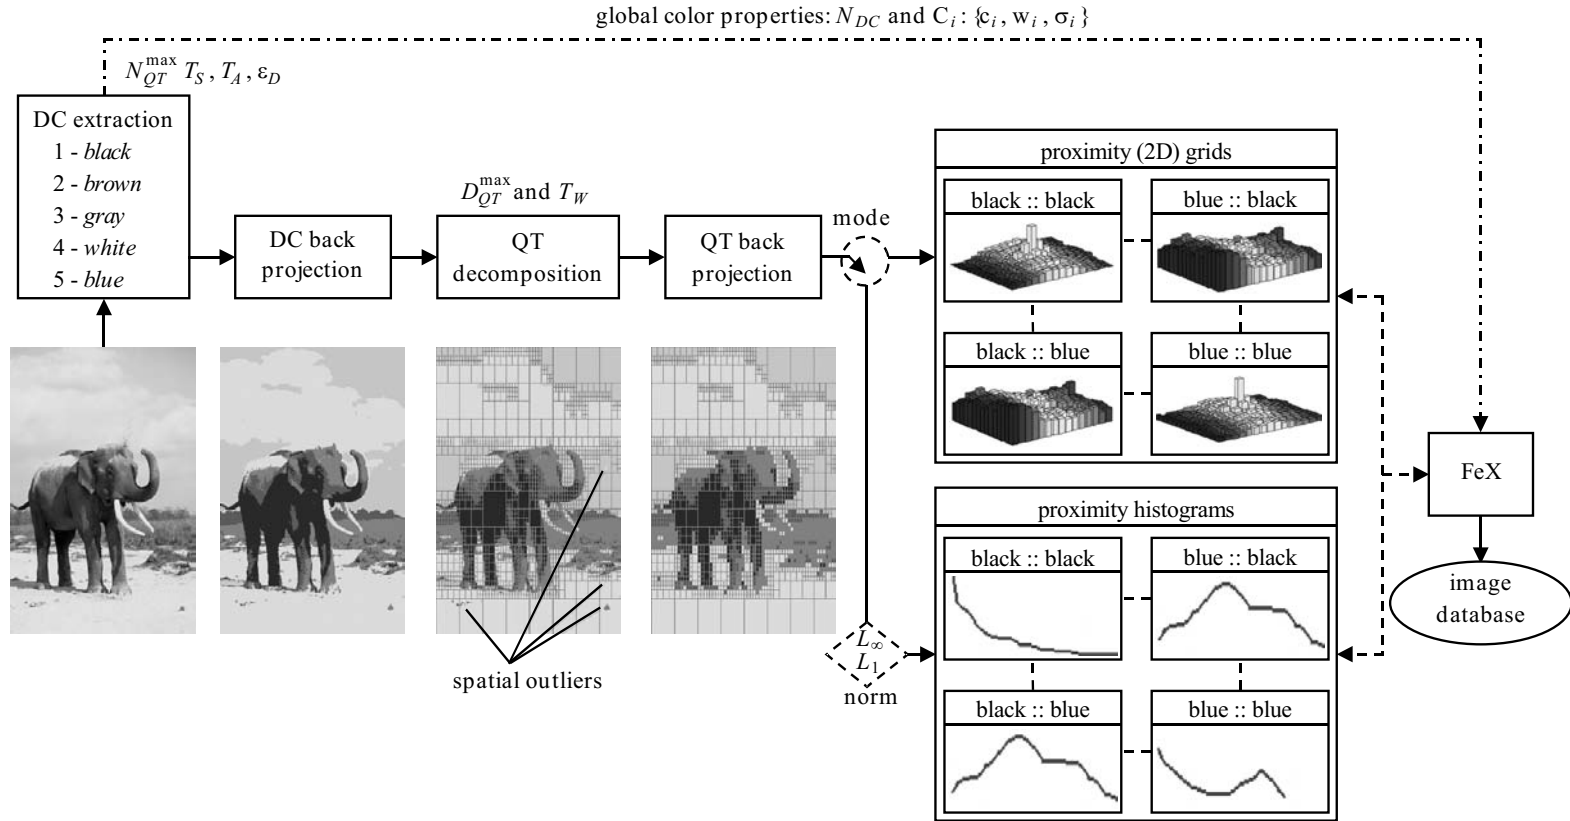 global color properties: N_DC and C_i : {c_i , w_i , σ_i }
N_QT^max T_S , T_A , ε_D
DC extraction
1 - black
2 - brown
3 - gray
4 - white
5 - blue
DC back
projection
D_QT^max and T_W
QT
decomposition
QT back
projection
mode
proximity (2D) grids
black :: black
blue :: black
black :: blue
blue :: blue
FeX
image
database
spatial outliers
L_∞
L_1
norm
proximity histograms
black :: black
blue :: black
black :: blue
blue :: blue